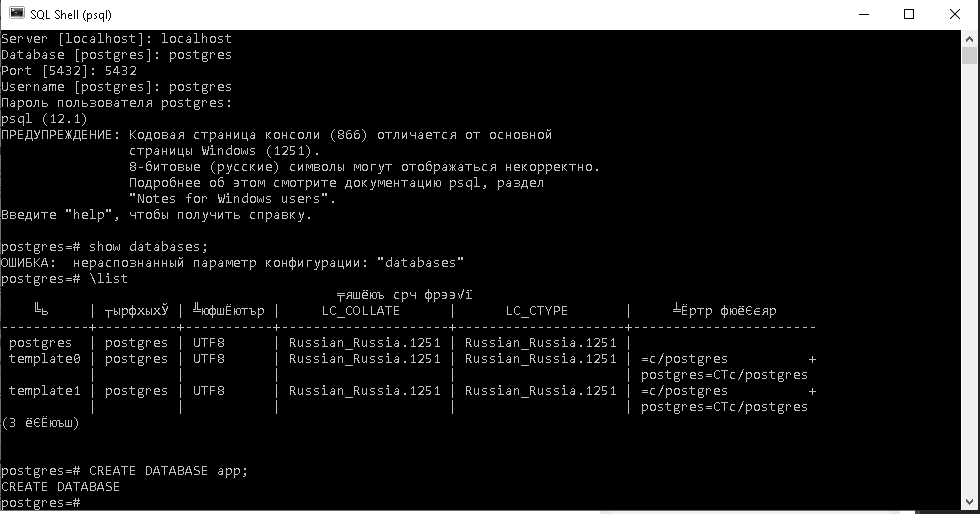 SQL Shell (psql)
Server [localhost]: localhost
Database [postgres]: postgres
Port [5432]: 5432
Username [postgres]: postgres
Пароль пользователя postgres:
psql (12.1)
ПРЕДУПРЕЖДЕНИЕ: Кодовая страница консоли (866) отличается от основной
страницы Windows (1251).
8-битовые (русские) символы могут отображаться некорректно.
Подробнее об этом смотрите документацию psql, раздел
"Notes for Windows users".
Введите "help", чтобы получить справку.
postgres=# show databases;
ОШИБКА:  нераспознанный параметр конфигурации: "databases"
postgres=# \list
╤яшёюъ срч фрээ√ї
╚ь | ┬ырфхыхЎ | ╩юфшЁютър | LC_COLLATE | LC_CTYPE | ╧Ёртр фюёЄєяр
-----------+----------+-----------+---------------------+---------------------+-----------------------
postgres | postgres | UTF8 | Russian_Russia.1251 | Russian_Russia.1251 |
template0 | postgres | UTF8 | Russian_Russia.1251 | Russian_Russia.1251 | =c/postgres +
| | | | | postgres=CTc/postgres
template1 | postgres | UTF8 | Russian_Russia.1251 | Russian_Russia.1251 | =c/postgres +
| | | | | postgres=CTc/postgres
(3 ёЄЁюъш)
postgres=# CREATE DATABASE app;
CREATE DATABASE
postgres=#